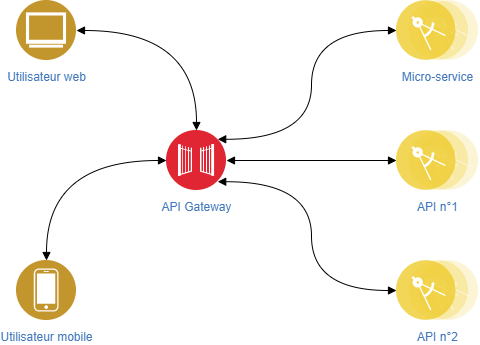 Utilisateur web
Micro-service
API Gateway
API n°1
Utilisateur mobile
API n°2